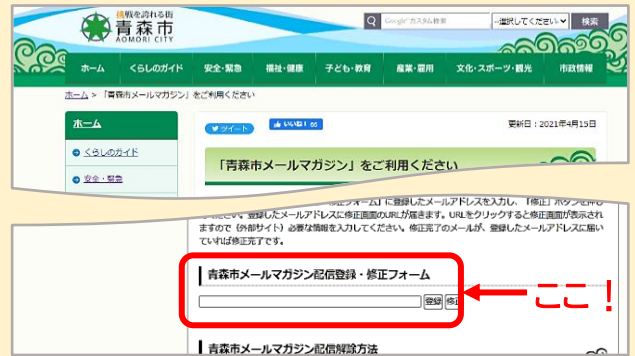 挑戦を誇れる街
青森市
AOMORI CITY
Google カスタム検索
--選択してください
検索
ホーム くらしのガイド 安全・緊急 福祉・健康 子ども・教育 産業・雇用 文化・スポーツ・観光 市政情報
ホーム > 「青森市メールマガジン」をご利用ください
ホーム
ツイート
いいね!
更新日：2021年4月15日
くらしのガイド
「青森市メールマガジン」をご利用ください
安全・緊急
に登録したメールアドレスを入力し、「修正」ボタンを押
登録したメールアドレスに修正画面のURLが届きます。URLをクリックすると修正画面が表示され
ますので（外部サイト）必要な情報を入力してください。修正完了のメールが、登録したメールアドレスに届い
ていれば修正完了です。
青森市メールマガジン配信登録・修正フォーム
登録 修正
ここ！
青森市メールマガジン配信解除方法